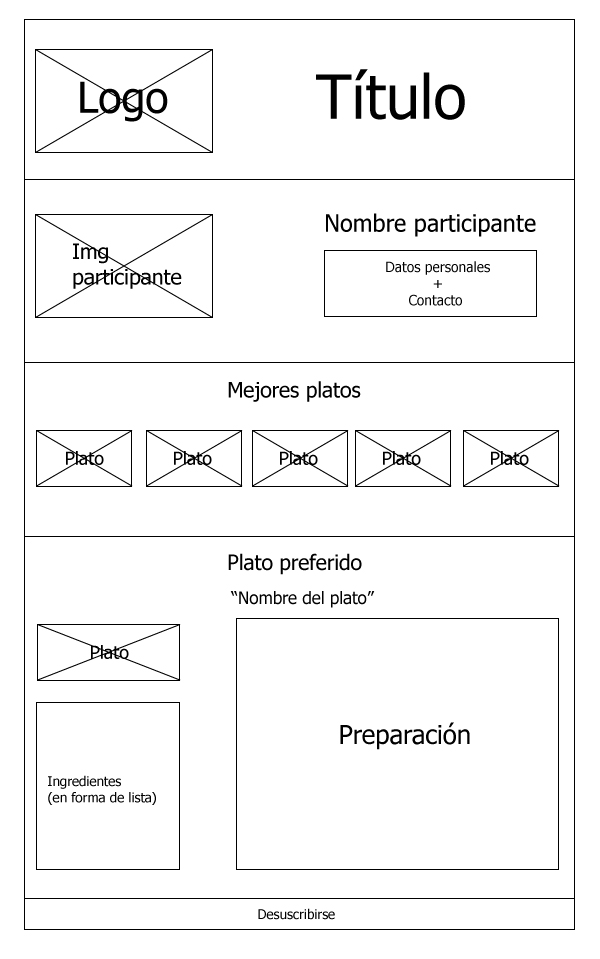 Logo
Título
Img
participante
Nombre participante
Datos personales
+
Contacto
Mejores platos
Plato
Plato
Plato
Plato
Plato
Plato preferido
“Nombre del plato”
Plato
Preparación
Ingredientes
(en forma de lista)
Desuscribirse